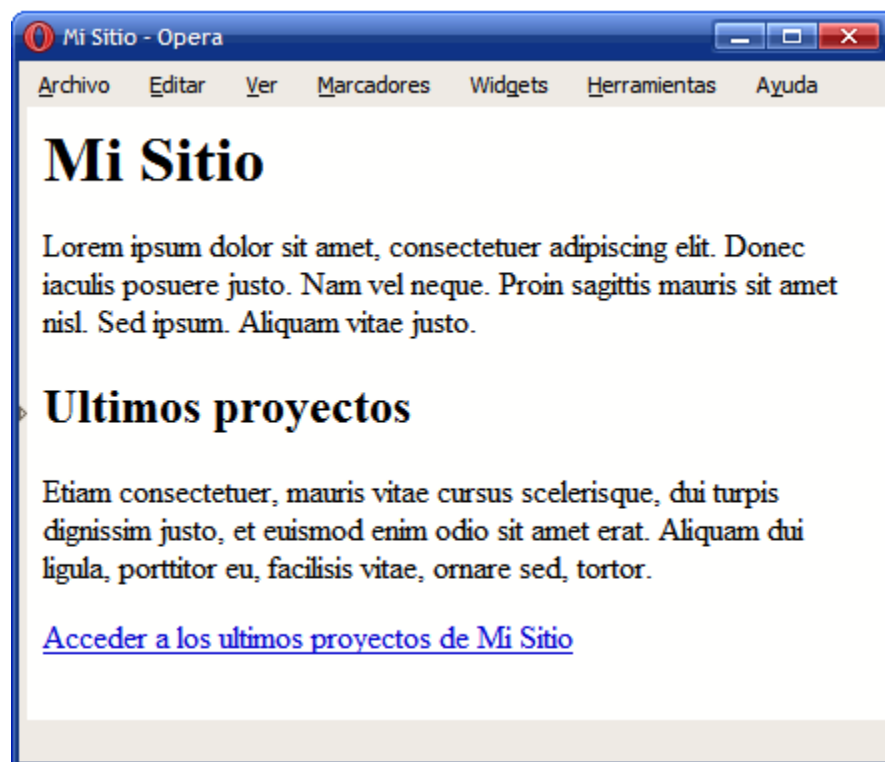 Mi Sitio - Opera
Archivo Editar Ver Marcadores Widgets Herramientas Ayuda
Mi Sitio
Lorem ipsum dolor sit amet, consectetuer adipiscing elit. Donec
iaculis posuere justo. Nam vel neque. Proin sagittis mauris sit amet
nisl. Sed ipsum. Aliquam vitae justo.
Ultimos proyectos
Etiam consectetuer, mauris vitae cursus scelerisque, dui turpis
dignissim justo, et euismod enim odio sit amet erat. Aliquam dui
ligula, porttitor eu, facilisis vitae, ornare sed, tortor.
Acceder a los ultimos proyectos de Mi Sitio